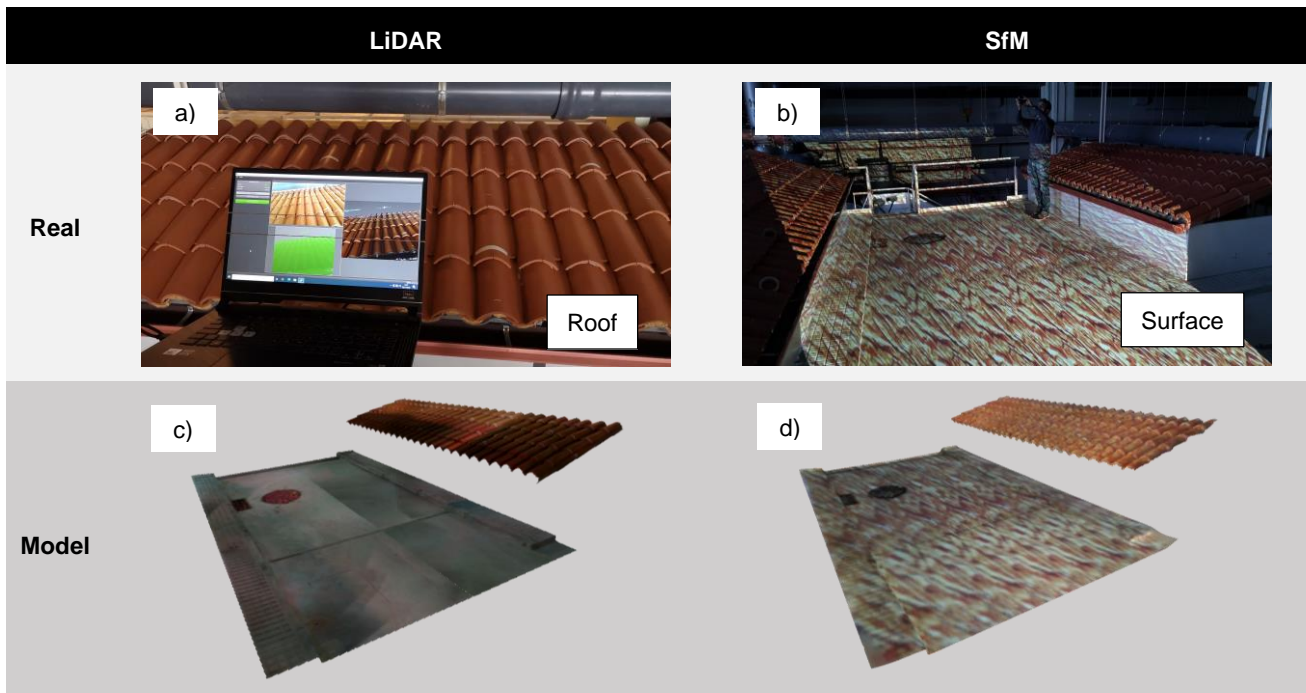 LiDAR
SfM
Real
a)
b)
Roof
Surface
Model
c)
d)